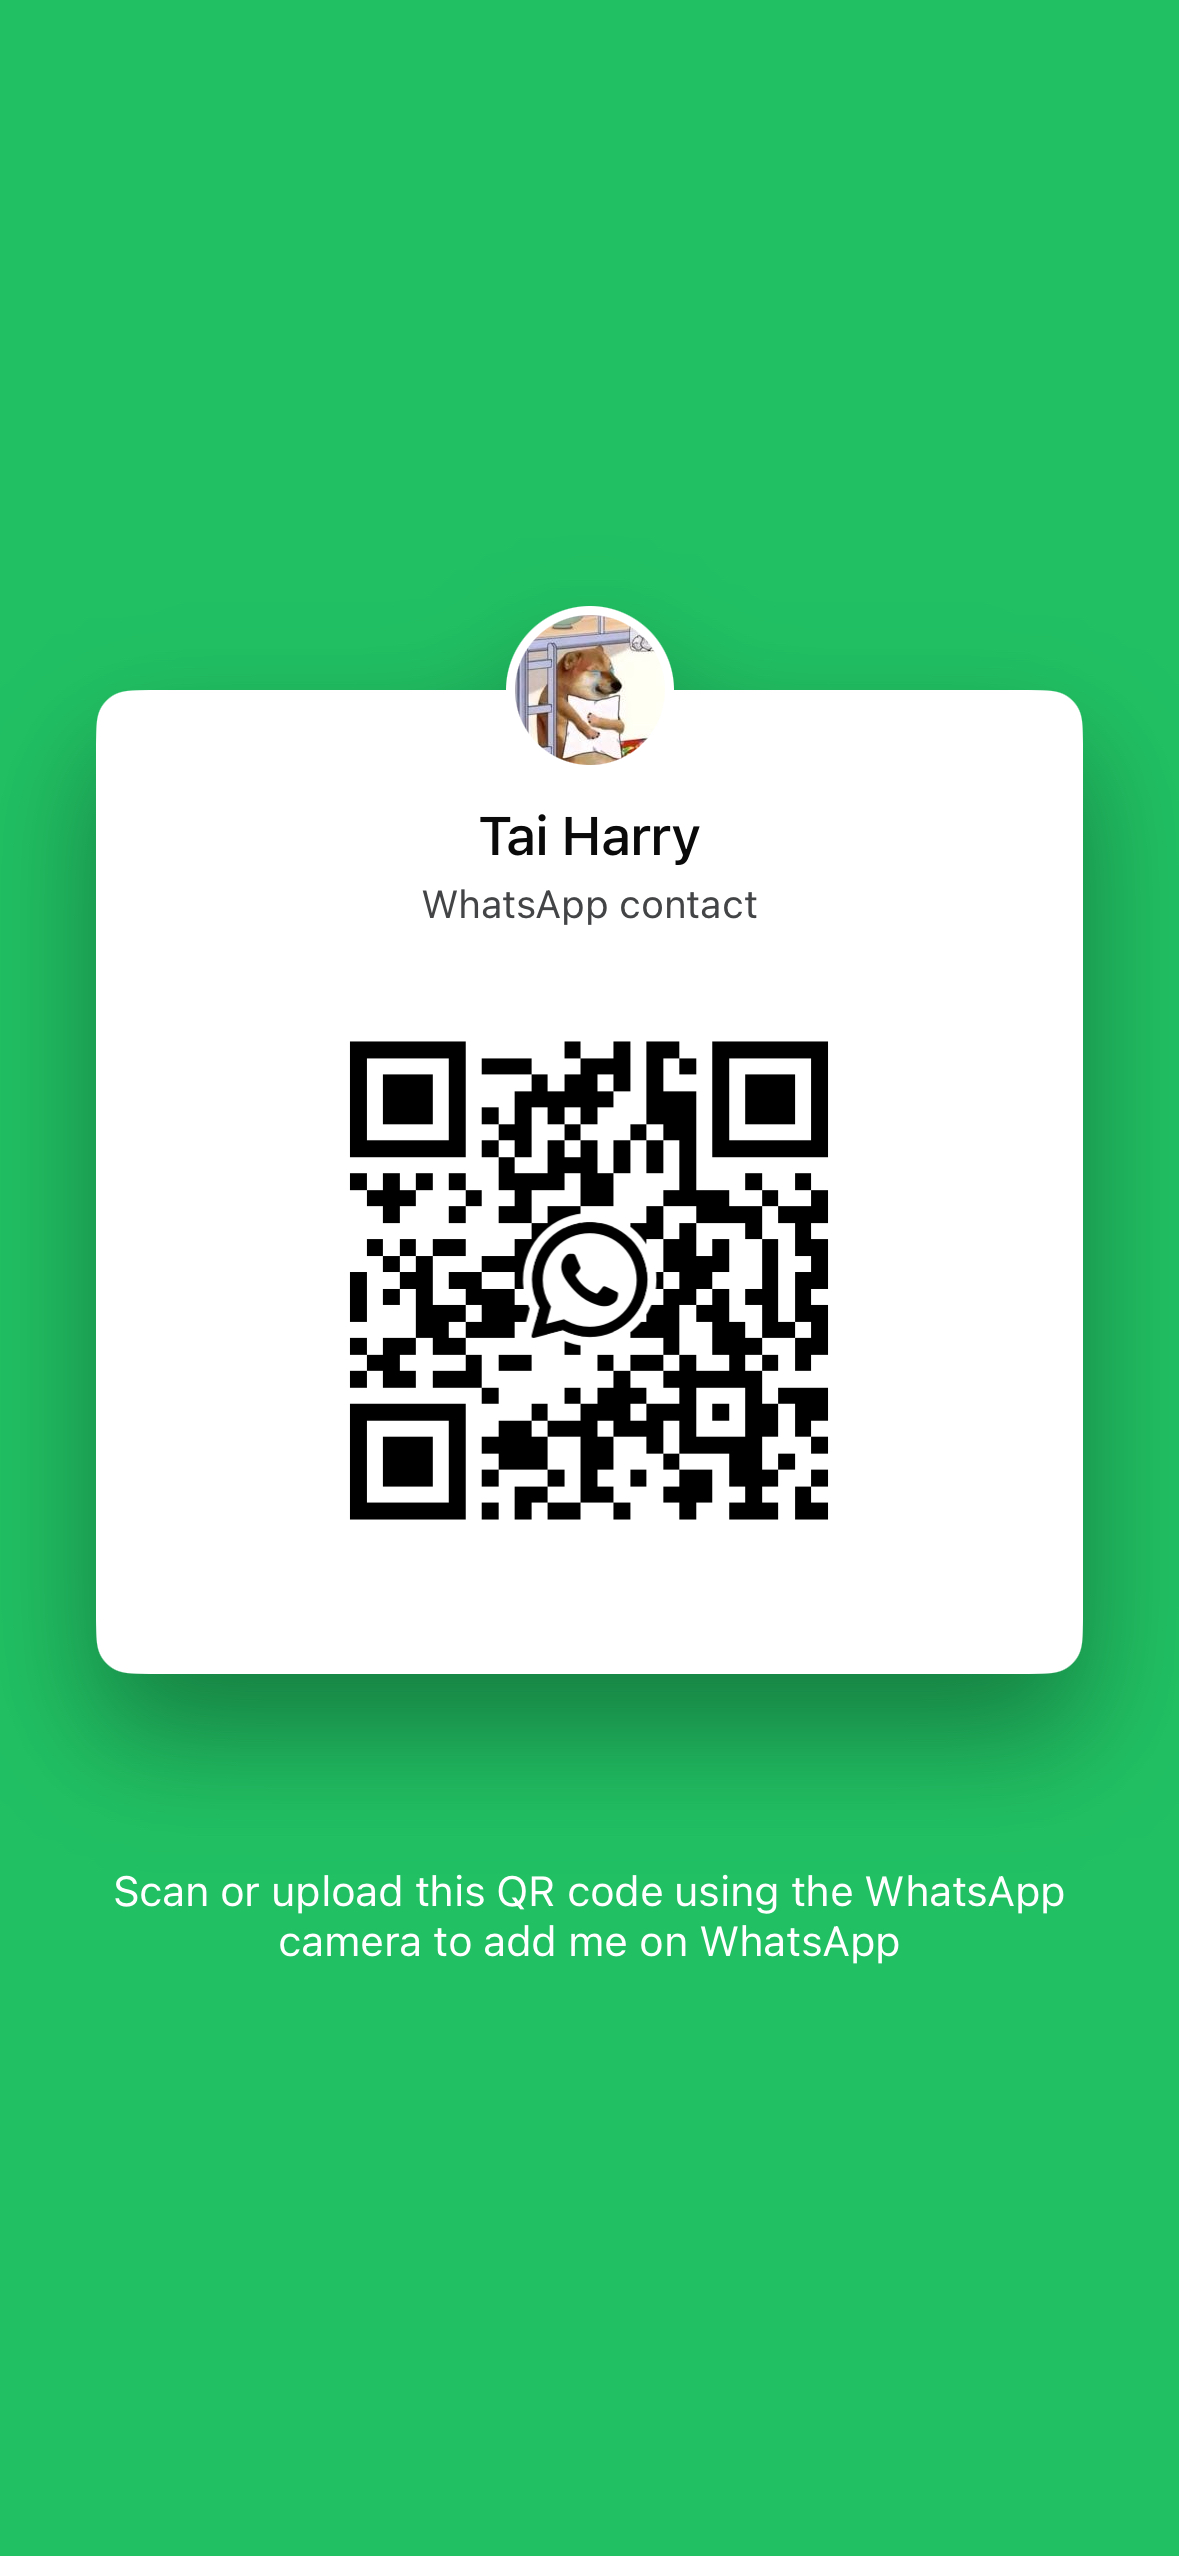 Tai Harry
WhatsApp contact
Scan or upload this QR code using the WhatsApp
camera to add me on WhatsApp